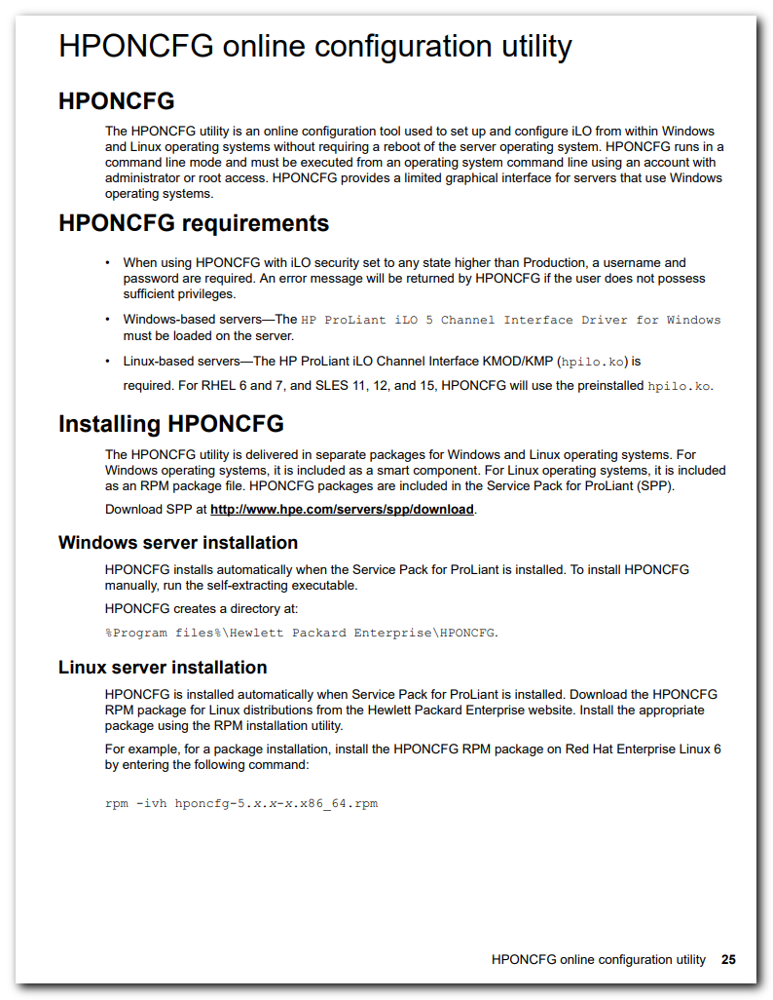 HPONCFG online configuration utility
HPONCFG
The HPONCFG utility is an online configuration tool used to set up and configure iLO from within Windows
and Linux operating systems without requiring a reboot of the server operating system. HPONCFG runs in a
command line mode and must be executed from an operating system command line using an account with
administrator or root access. HPONCFG provides a limited graphical interface for servers that use Windows
operating systems.
HPONCFG requirements
• When using HPONCFG with iLO security set to any state higher than Production, a username and
password are required. An error message will be returned by HPONCFG if the user does not possess
sufficient privileges.
• Windows-based servers—The HP ProLiant iLO 5 Channel Interface Driver for Windows
must be loaded on the server.
• Linux-based servers—The HP ProLiant iLO Channel Interface KMOD/KMP (hpilo.ko) is
required. For RHEL 6 and 7, and SLES 11, 12, and 15, HPONCFG will use the preinstalled hpilo.ko.
Installing HPONCFG
The HPONCFG utility is delivered in separate packages for Windows and Linux operating systems. For
Windows operating systems, it is included as a smart component. For Linux operating systems, it is included
as an RPM package file. HPONCFG packages are included in the Service Pack for ProLiant (SPP).
Download SPP at http://www.hpe.com/servers/spp/download.
Windows server installation
HPONCFG installs automatically when the Service Pack for ProLiant is installed. To install HPONCFG
manually, run the self-extracting executable.
HPONCFG creates a directory at:
%Program files%\Hewlett Packard Enterprise\HPONCFG.
Linux server installation
HPONCFG is installed automatically when Service Pack for ProLiant is installed. Download the HPONCFG
RPM package for Linux distributions from the Hewlett Packard Enterprise website. Install the appropriate
package using the RPM installation utility.
For example, for a package installation, install the HPONCFG RPM package on Red Hat Enterprise Linux 6
by entering the following command:
rpm -ivh hponcfg-5.x.x-x.x86_64.rpm
HPONCFG online configuration utility 25